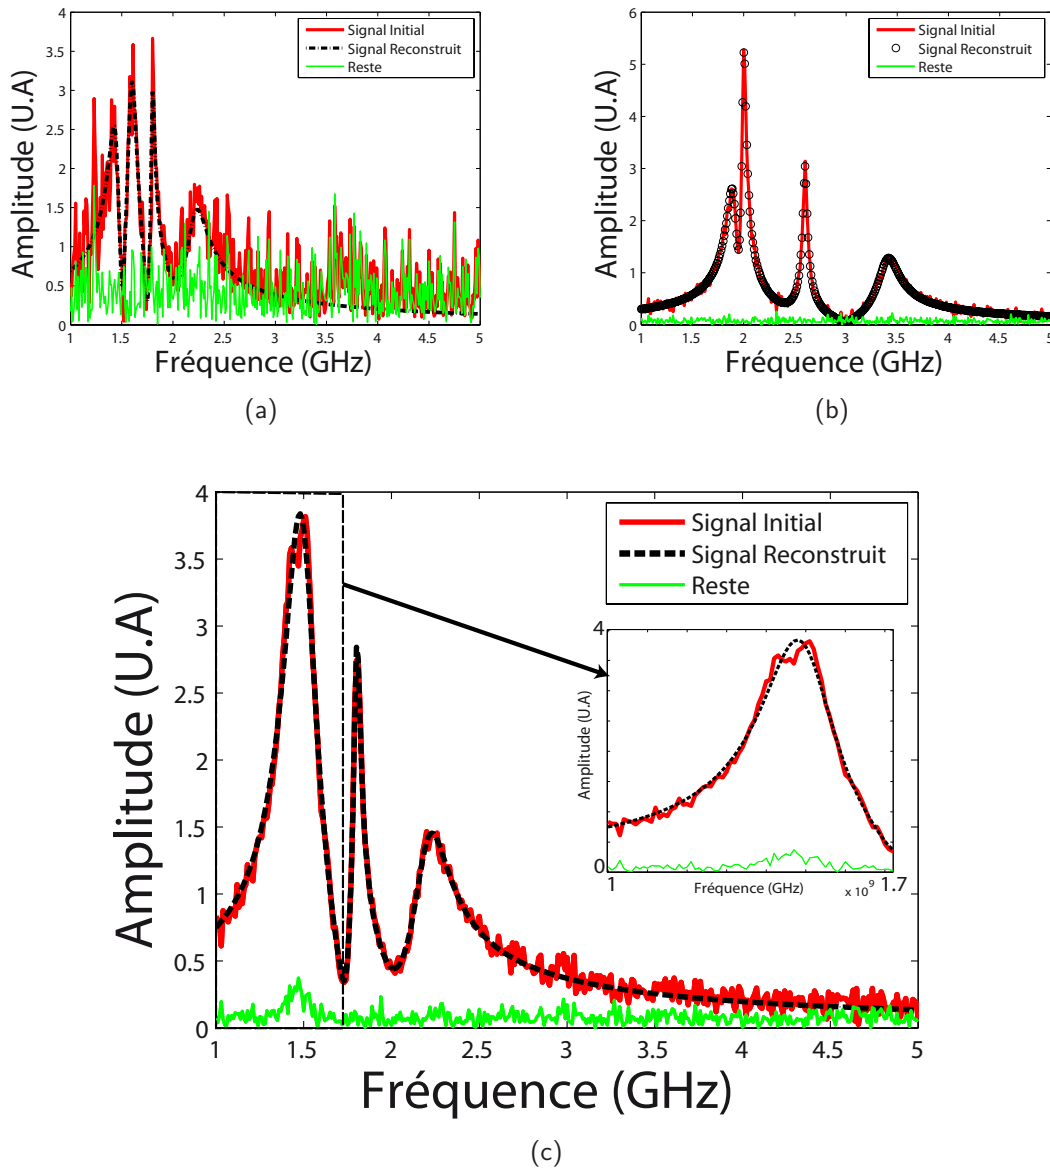 4
3.5
3
2.5
2
1.5
1
0.5
0
1
1.5
2
2.5
3
3.5
4
4.5
5
Amplitude (U.A)
Fréquence (GHz)
Signal Initial
Signal Reconstruit
Reste
(a)
6
5
4
3
2
1
0
1
1.5
2
2.5
3
3.5
4
4.5
5
Amplitude (U.A)
Fréquence (GHz)
Signal Initial
Signal Reconstruit
Reste
(b)
4
3.5
3
2.5
2
1.5
1
0.5
0
1
1.5
2
2.5
3
3.5
4
4.5
5
Amplitude (U.A)
Fréquence (GHz)
Signal Initial
Signal Reconstruit
Reste
4
0
Amplitude (U.A)
1
Fréquence (GHz)
x 10⁹
1.7
(c)